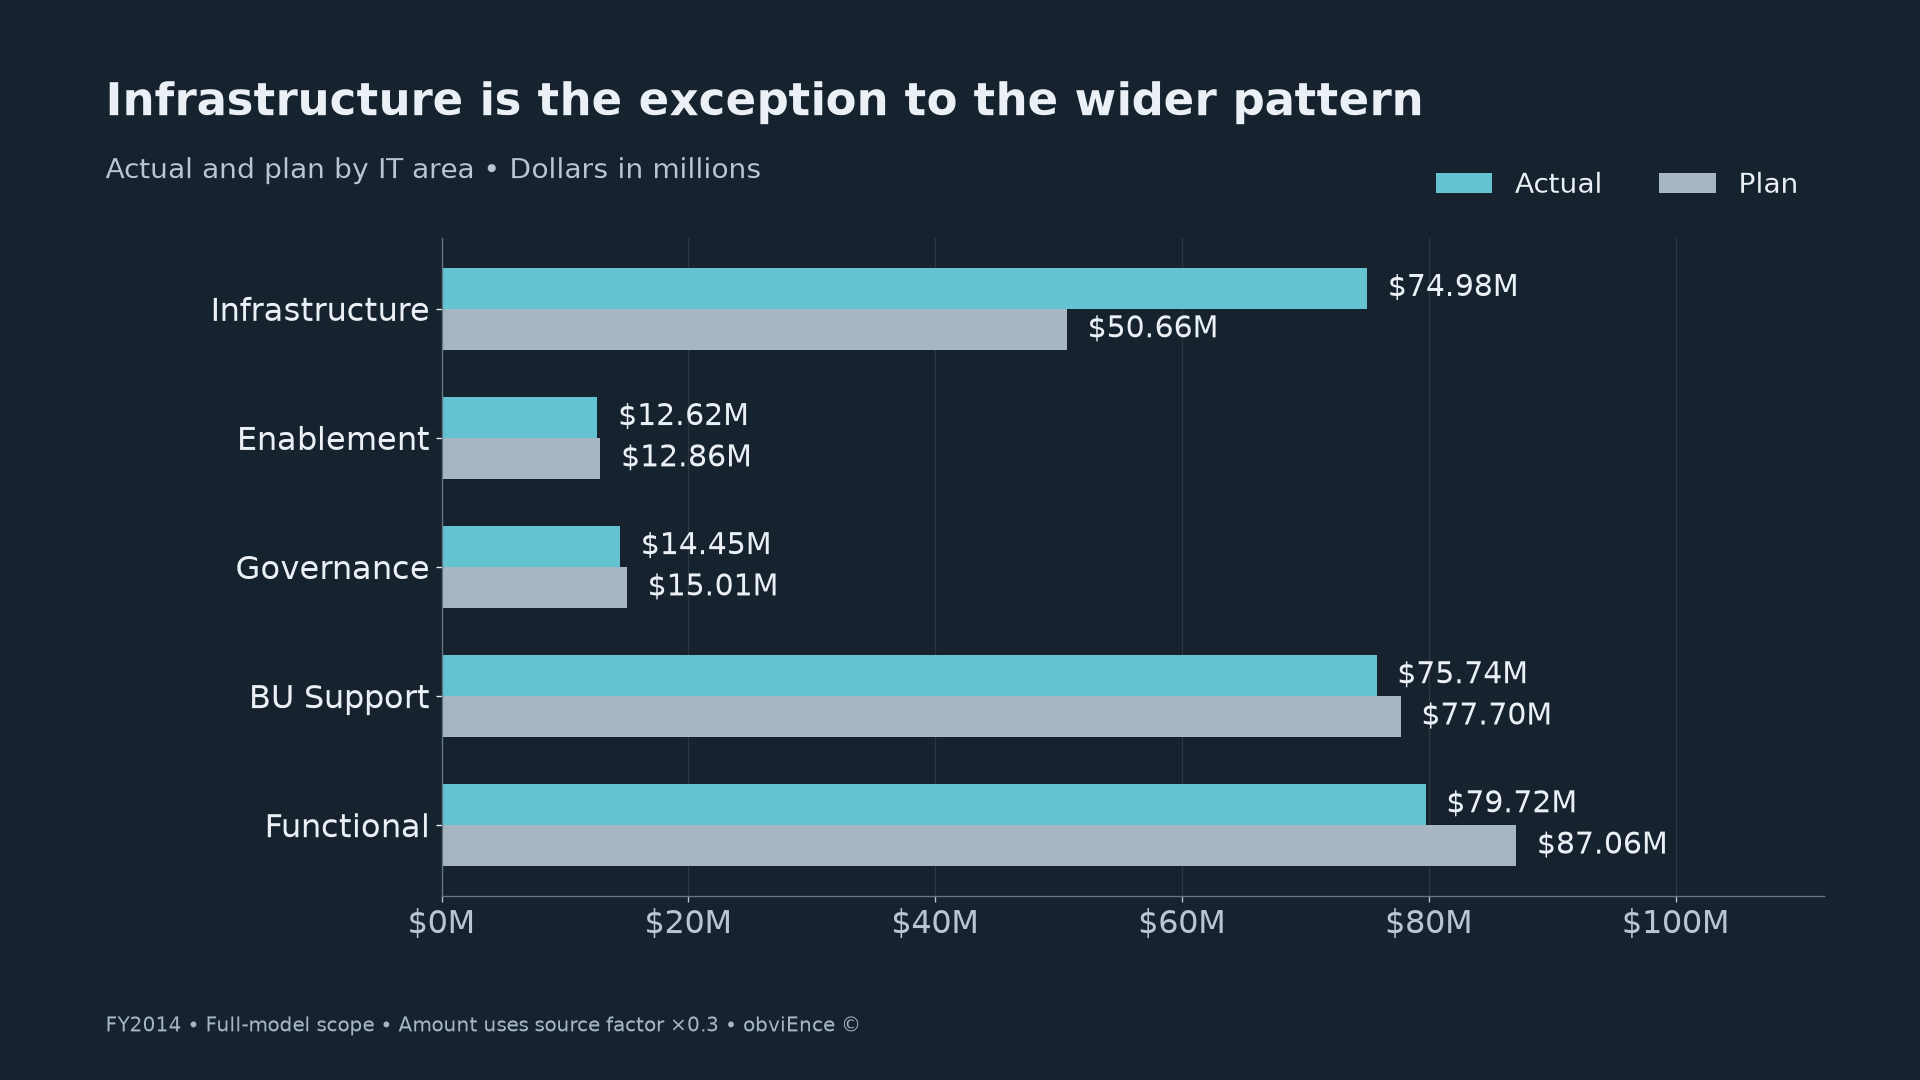 Infrastructure is the exception to the wider pattern
Actual and plan by IT area • Dollars in millions
Actual
Plan
Infrastructure
$74.98M
$50.66M
Enablement
$12.62M
$12.86M
Governance
$14.45M
$15.01M
BU Support
$75.74M
$77.70M
Functional
$79.72M
$87.06M
$0M $20M $40M $60M $80M $100M
FY2014 • Full-model scope • Amount uses source factor ×0.3 • obviEnce ©